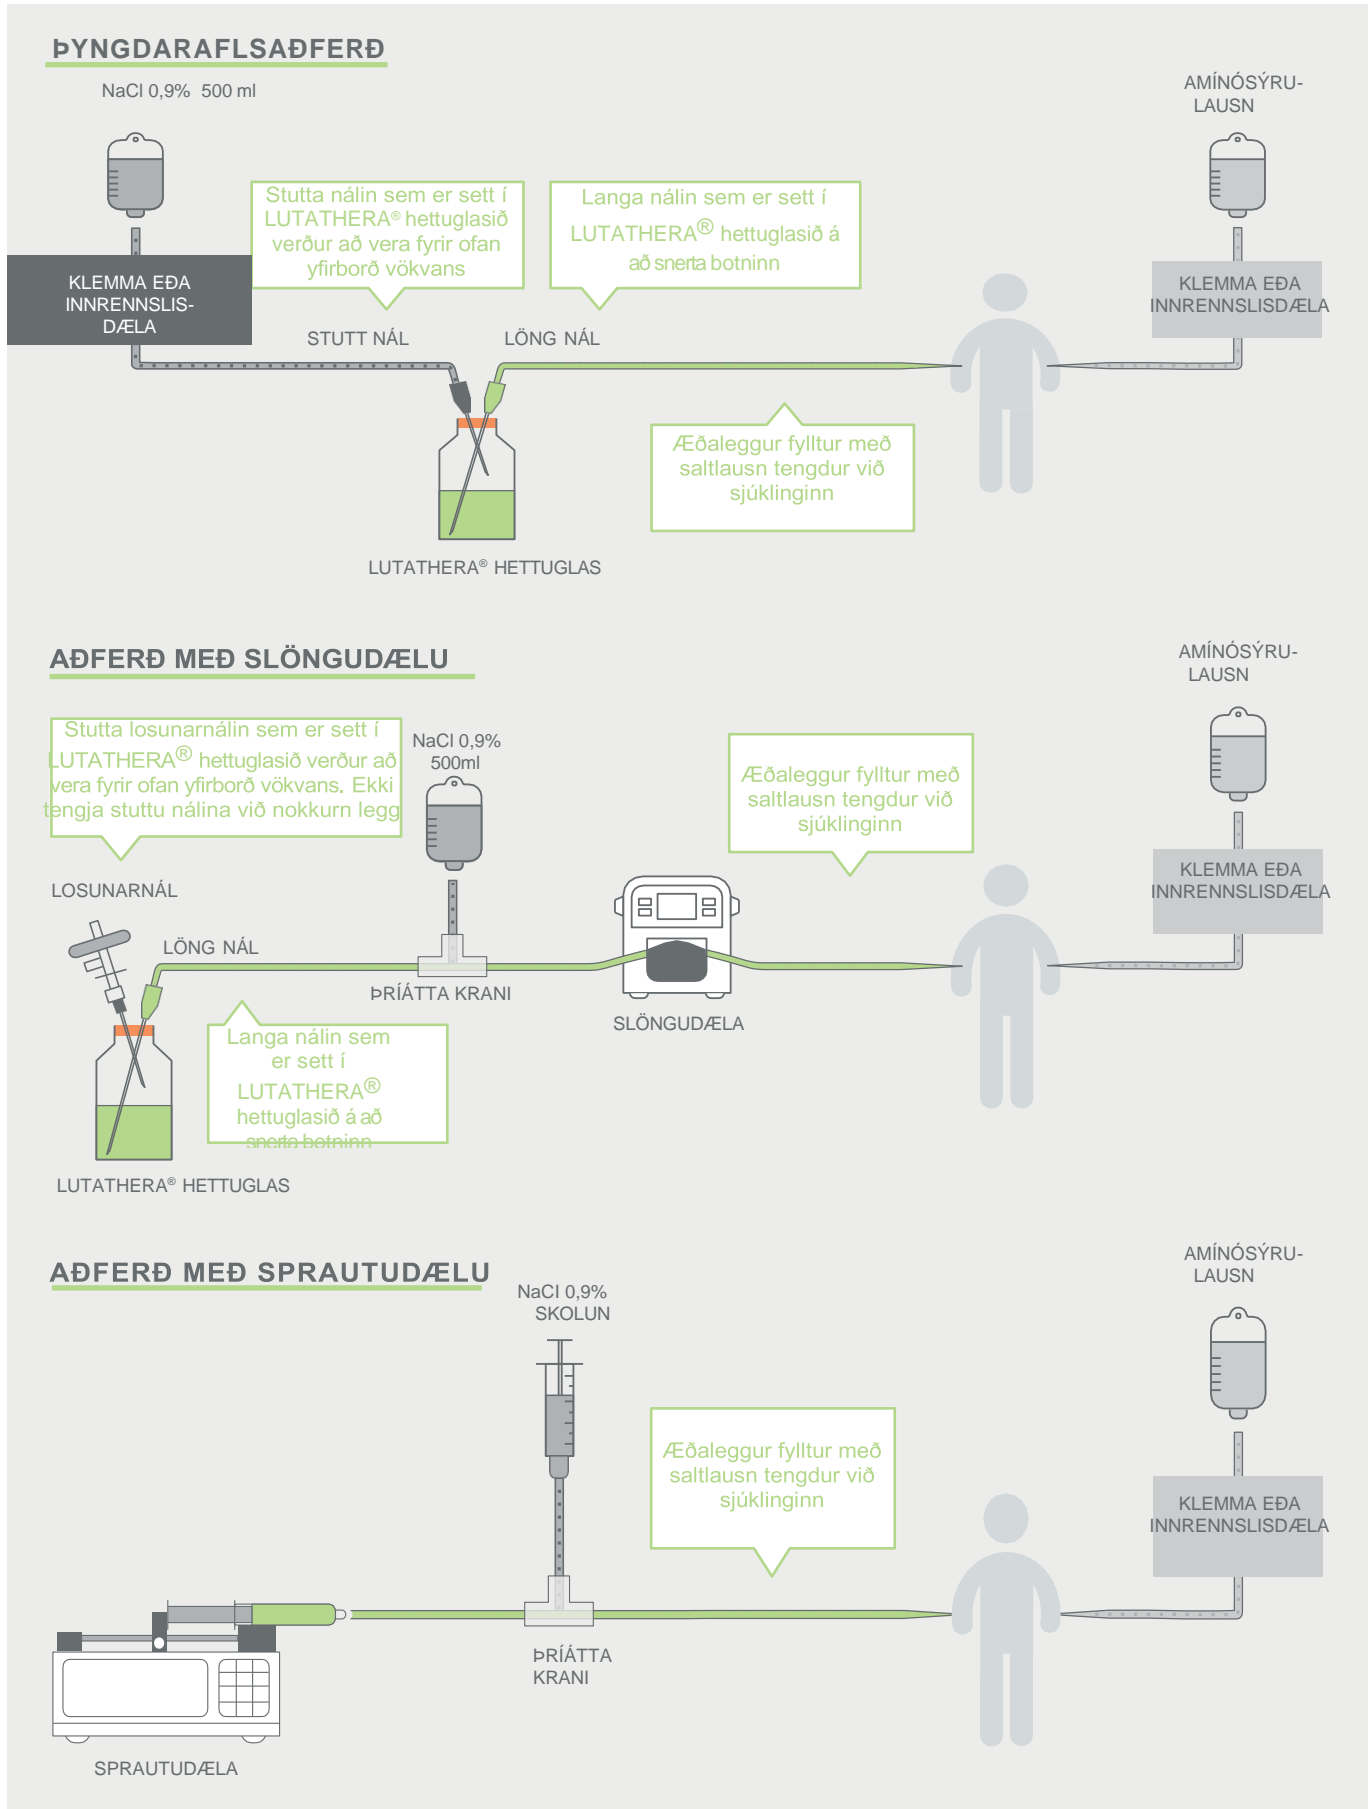 ÞYNGDARAFLSAÐFERÐ
NaCl 0,9% 500 ml
AMÍNÓSÝRU-
LAUSN
Stutta nálin sem er sett í
LUTATHERA® hettuglasið
verður að vera fyrir ofan
yfirborð vökvans
Langa nálin sem er sett í
LUTATHERA® hettuglasið á
að snerta botninn
KLEMMA EÐA
INNRENNSLIS-
DÆLA
KLEMMA EÐA
INNRENNSLISDÆLA
STUTT NÁL
LÖNG NÁL
Æðaleggur fylltur með
saltlausn tengdur við
sjúklinginn
LUTATHERA® HETTUGLAS
AÐFERÐ MEÐ SLÖNGUDÆLU
AMÍNÓSÝRU-
LAUSN
Stutta losunarnálin sem er sett í
LUTATHERA® hettuglasið verður að
vera fyrir ofan yfirborð vökvans. Ekki
tengja stuttu nálina við nokkurn legg
NaCl 0,9%
500ml
Æðaleggur fylltur með
saltlausn tengdur við
sjúklinginn
KLEMMA EÐA
INNRENNSLISDÆLA
LOSUNARNÁL
LÖNG NÁL
ÞRÍÁTTA KRANI
SLÖNGUDÆLA
Langa nálin sem
er sett í
LUTATHERA®
hettuglasið á að
snerta botninn
LUTATHERA® HETTUGLAS
AÐFERÐ MEÐ SPRAUTUDÆLU
NaCl 0,9%
SKOLUN
AMÍNÓSÝRU-
LAUSN
Æðaleggur fylltur með
saltlausn tengdur við
sjúklinginn
KLEMMA EÐA
INNRENNSLISDÆLA
ÞRÍÁTTA
KRANI
SPRAUTUDÆLA